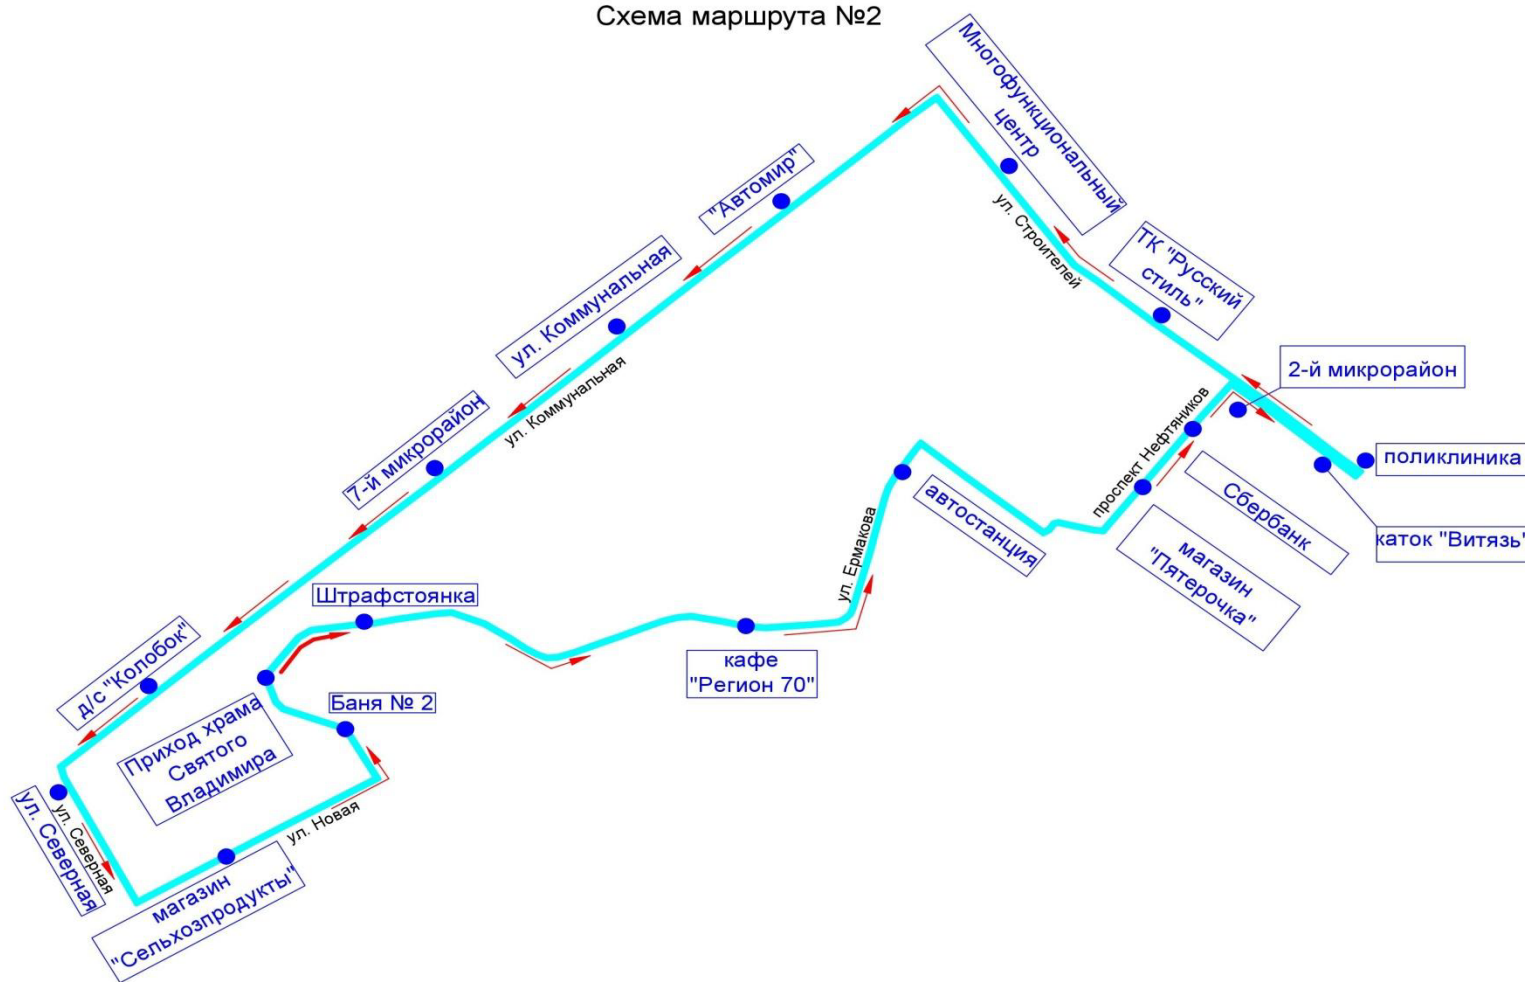 Схема маршрута №2
Многофункциональный
центр
"Автомир"
ул. Строителей
ТК "Русский
стиль"
ул. Коммунальная
ул. Коммунальная
2-й микрорайон
7-й микрорайон
проспект Нефтяников
поликлиника
каток "Витязь"
Сбербанк
магазин
"Пятерочка"
автостанция
ул. Ермакова
Штрафстоянка
кафе
"Регион 70"
д/с "Колобок"
Баня № 2
Приход храма
Святого
Владимира
ул. Северная
ул. Северная
ул. Новая
магазин
"Сельхозпродукты"